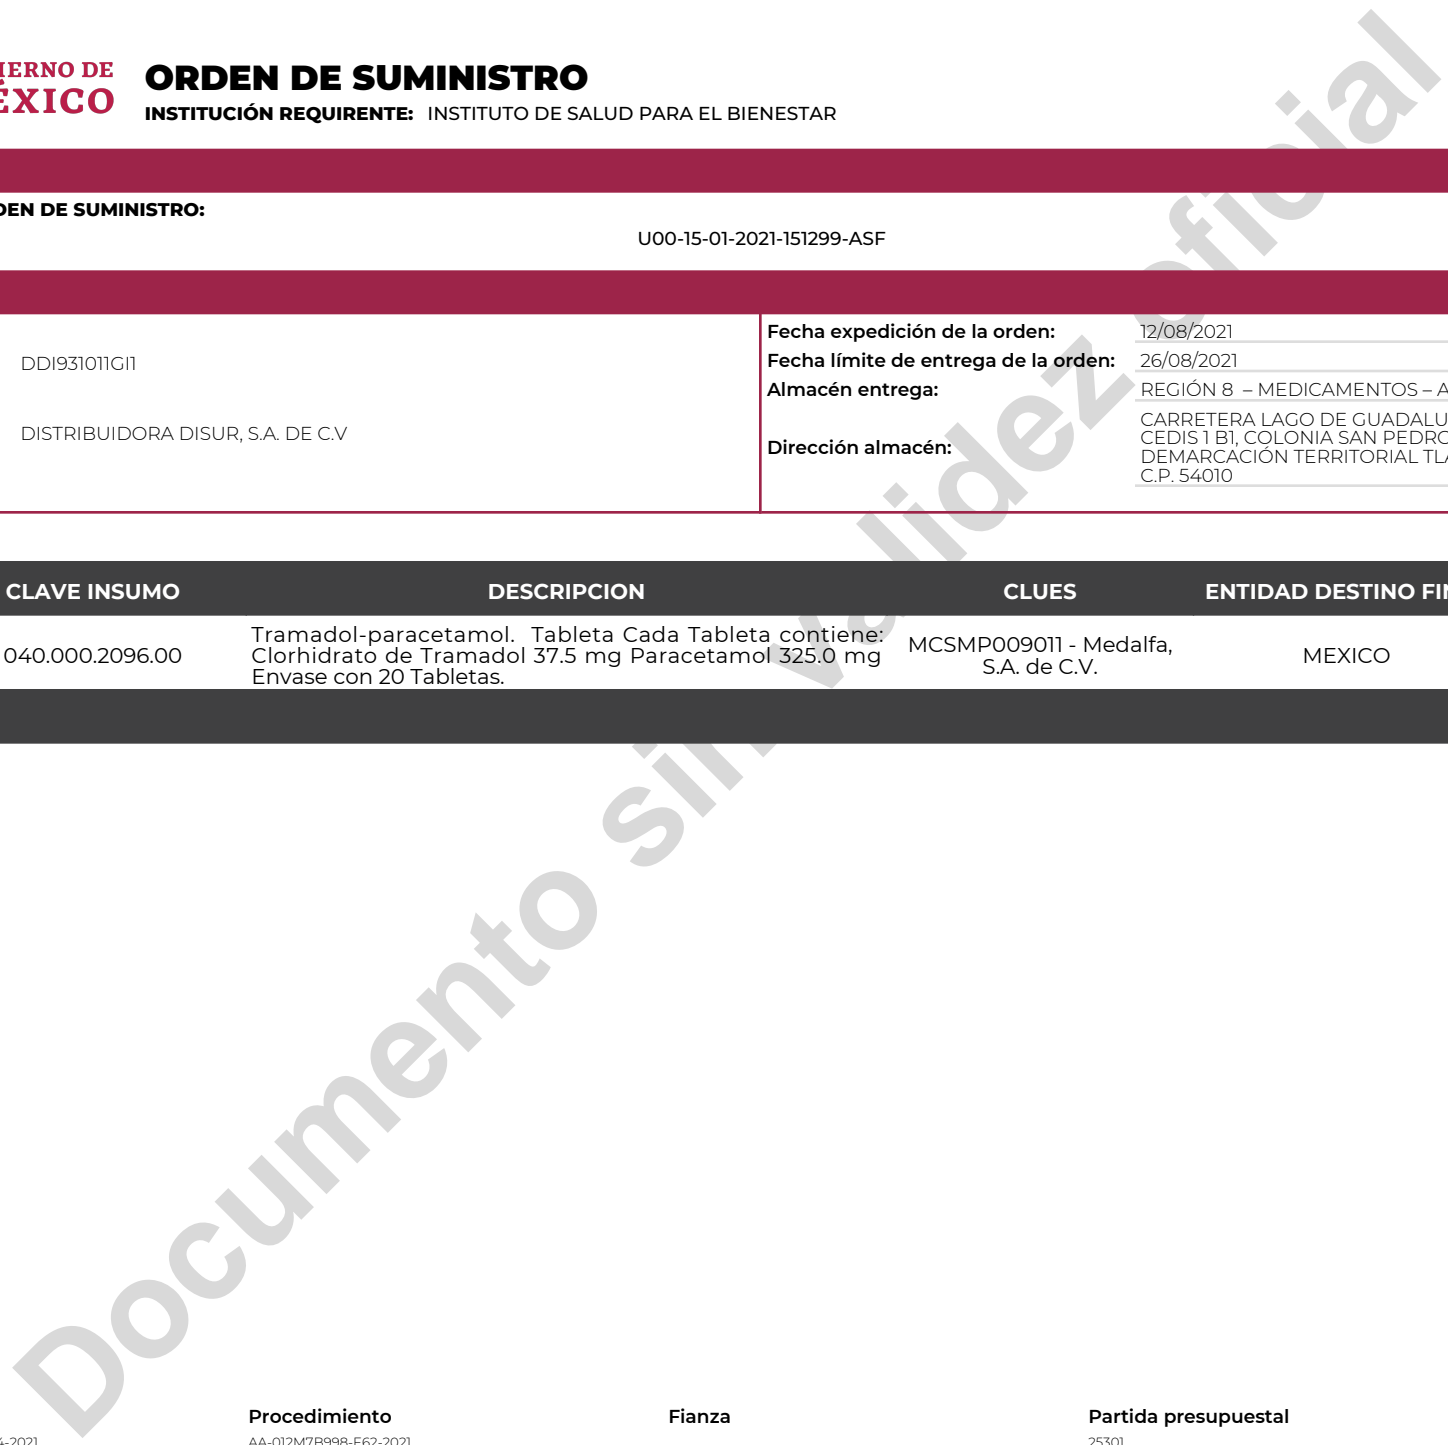 IERNO DE
ÉXICO
ORDEN DE SUMINISTRO
INSTITUCIÓN REQUIRENTE: INSTITUTO DE SALUD PARA EL BIENESTAR
DEN DE SUMINISTRO:
U00-15-01-2021-151299-ASF
DDI931011GI1
DISTRIBUIDORA DISUR, S.A. DE C.V
Fecha expedición de la orden: 12/08/2021
Fecha límite de entrega de la orden: 26/08/2021
Almacén entrega: REGIÓN 8 – MEDICAMENTOS – A
Dirección almacén:
CARRETERA LAGO DE GUADALU
CEDIS 1 B1, COLONIA SAN PEDRO
DEMARCACIÓN TERRITORIAL TLA
C.P. 54010
CLAVE INSUMO DESCRIPCION CLUES ENTIDAD DESTINO FIN
040.000.2096.00
Tramadol-paracetamol. Tableta Cada Tableta contiene:
Clorhidrato de Tramadol 37.5 mg Paracetamol 325.0 mg
Envase con 20 Tabletas.
MCSMP009011 - Medalfa,
S.A. de C.V.
MEXICO
Documento sin validez oficial
Procedimiento Fianza Partida presupuestal
4-2021 AA-012M7B998-E62-2021 25301